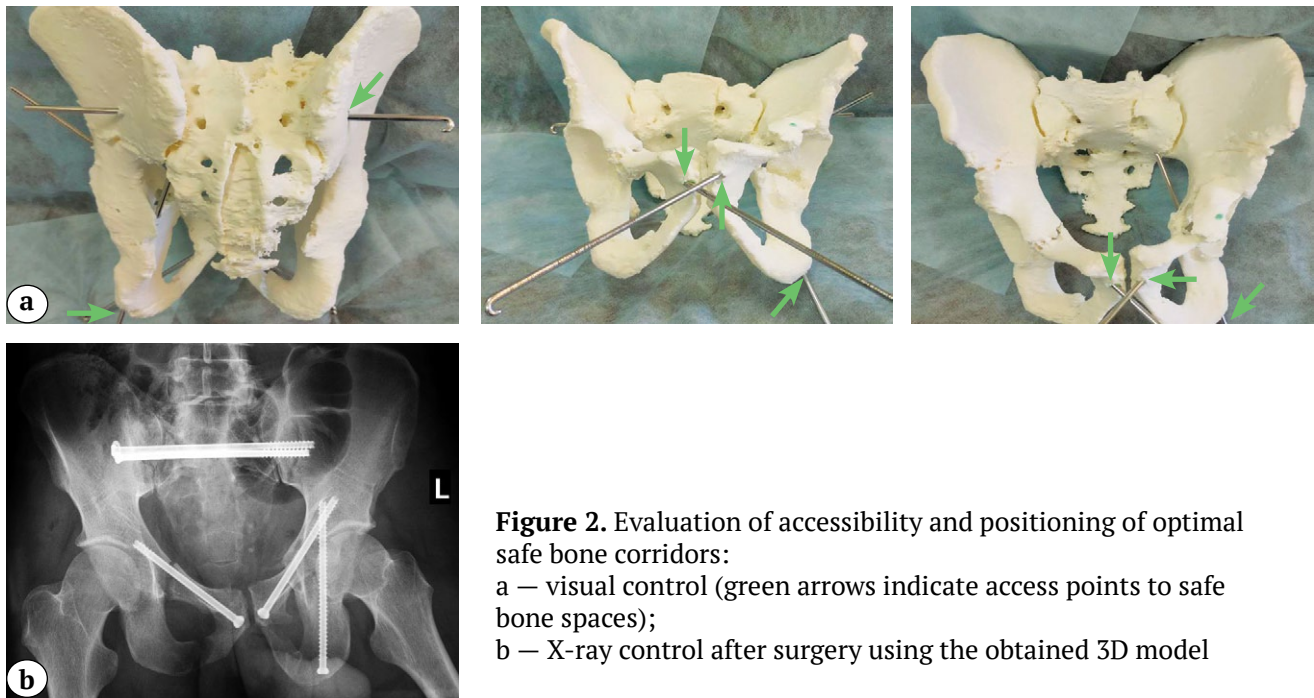 a
L
b
Figure 2. Evaluation of accessibility and positioning of optimal
safe bone corridors:
a — visual control (green arrows indicate access points to safe
bone spaces);
b — X-ray control after surgery using the obtained 3D model